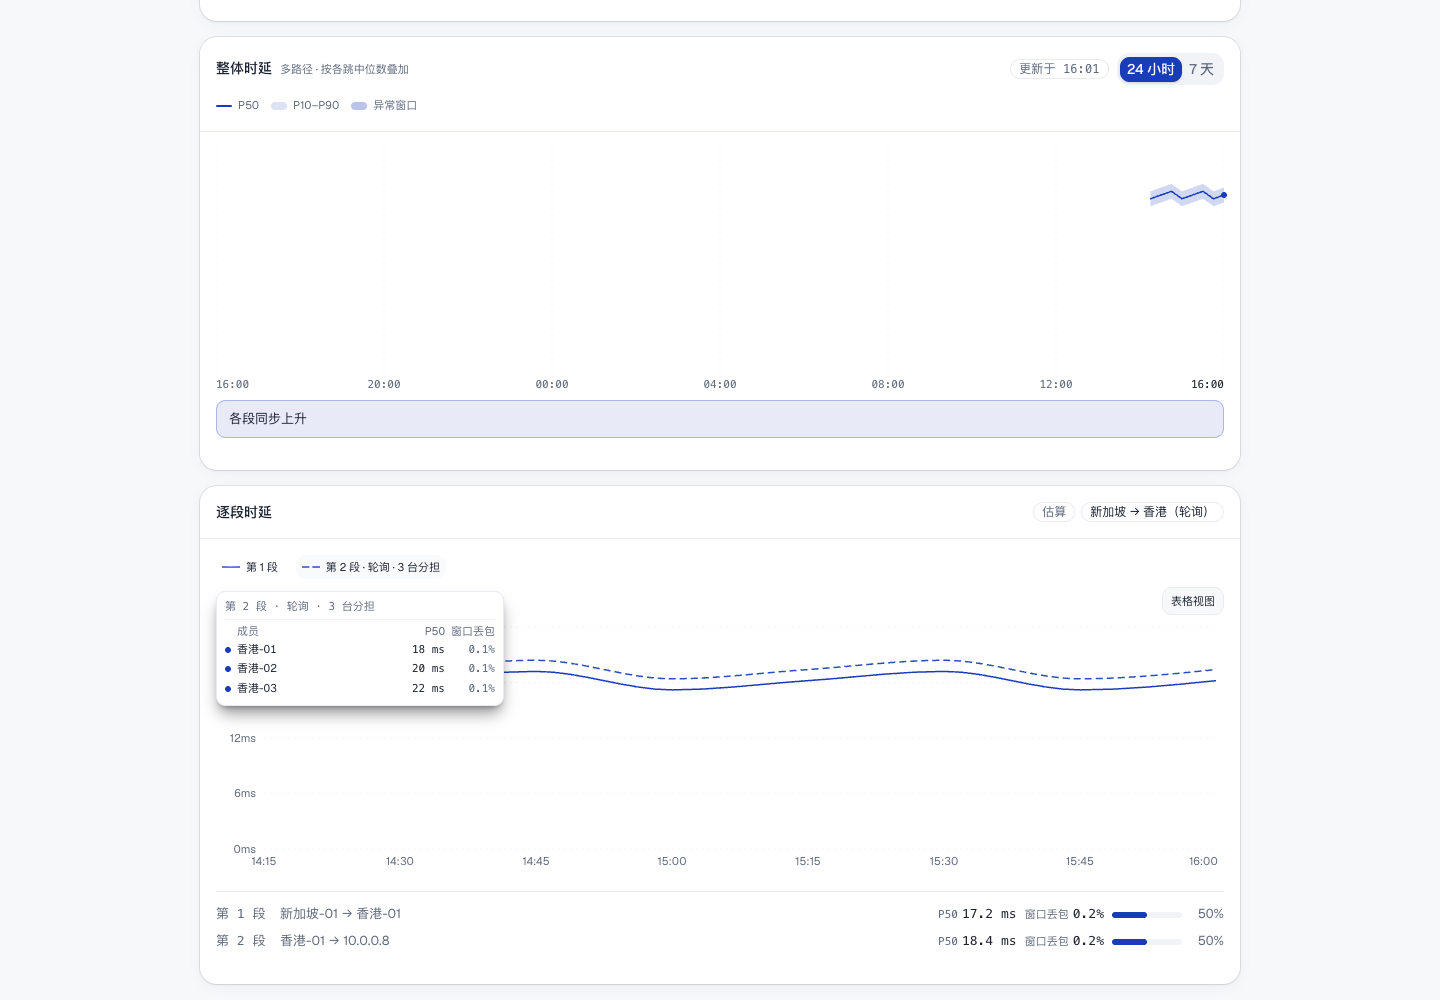 整体时延 多路径 · 按各跳中位数叠加 更新于 16:01 24 小时 7 天
P50 P10–P90 异常窗口
16:00 20:00 00:00 04:00 08:00 12:00 16:00
各段同步上升
逐段时延 估算 新加坡 → 香港（轮询）
第 1 段 第 2 段 · 轮询 · 3 台分担
表格视图
第 2 段 · 轮询 · 3 台分担
成员 P50 窗口丢包
香港-01 18 ms 0.1%
香港-02 20 ms 0.1%
香港-03 22 ms 0.1%
12ms
6ms
0ms
14:15 14:30 14:45 15:00 15:15 15:30 15:45 16:00
第 1 段 新加坡-01 → 香港-01 P50 17.2 ms 窗口丢包 0.2% 50%
第 2 段 香港-01 → 10.0.0.8 P50 18.4 ms 窗口丢包 0.2% 50%